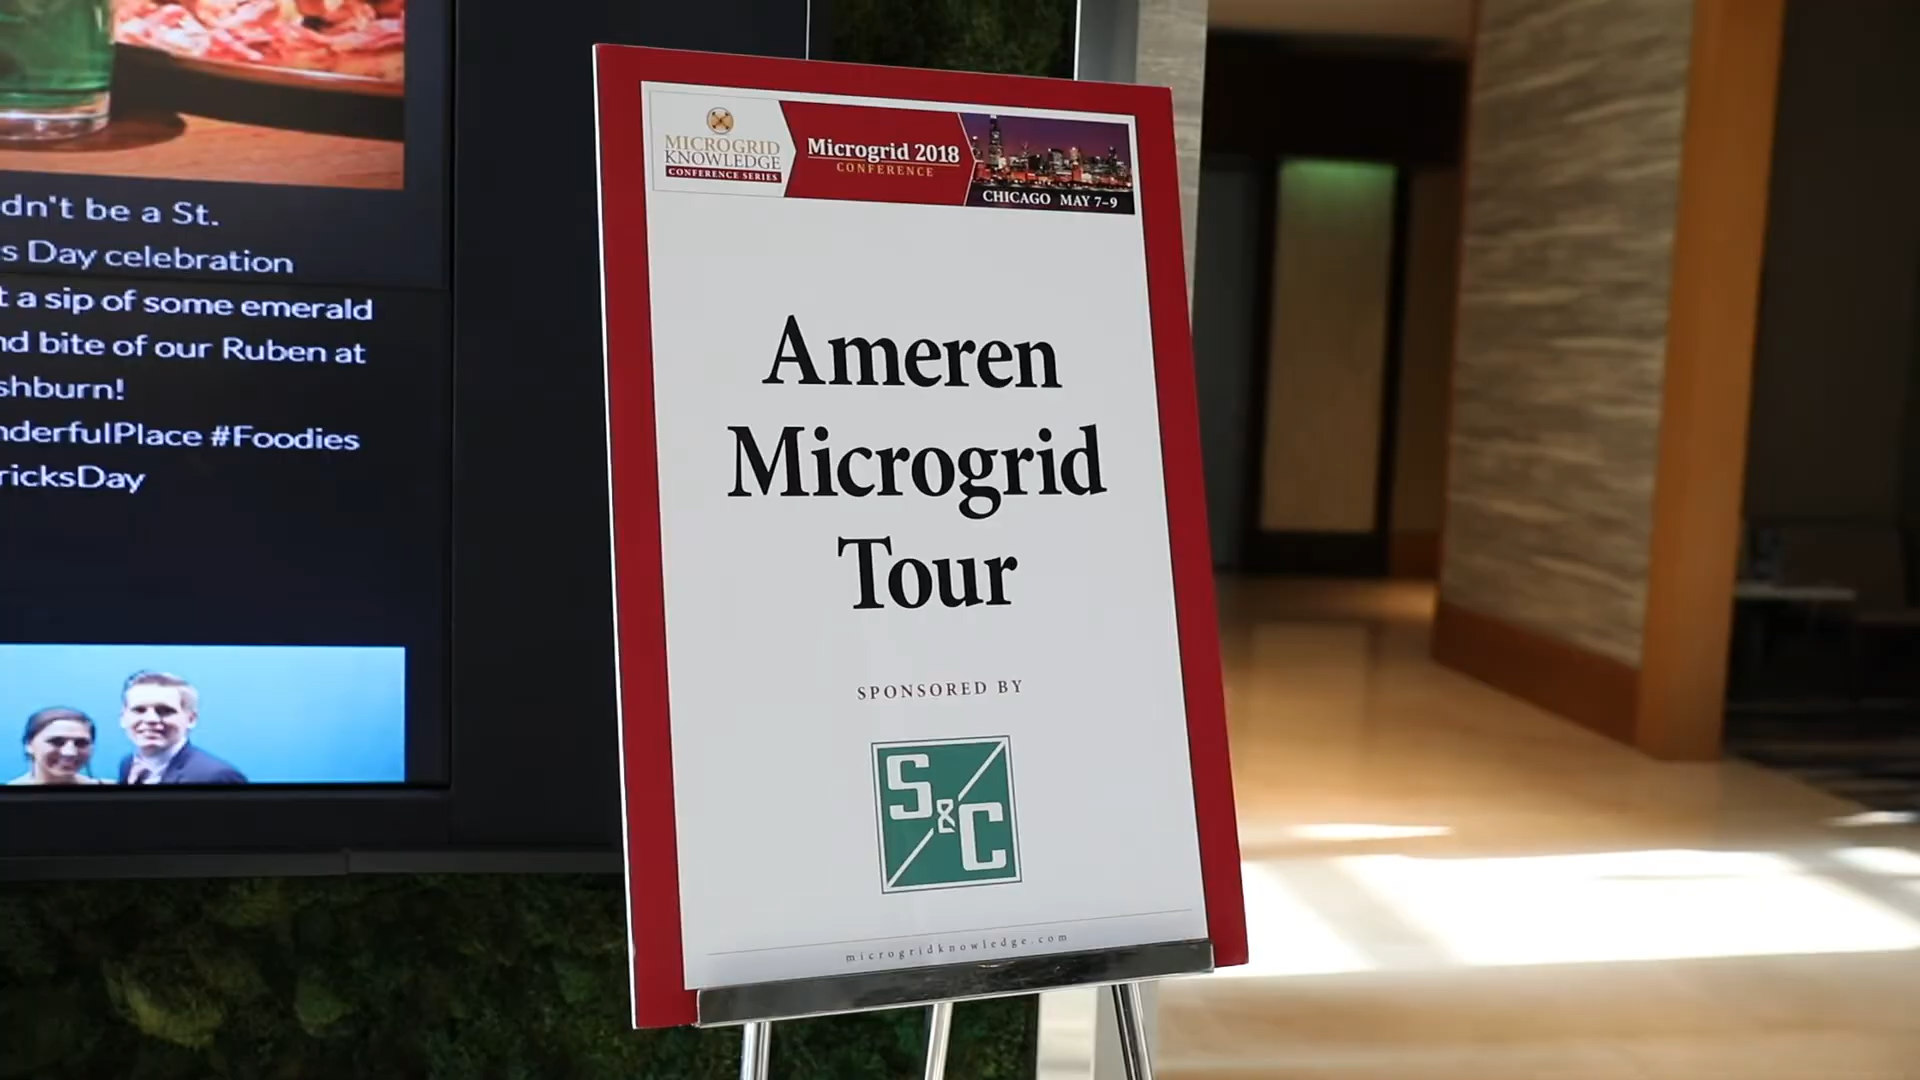 dn't be a St.
s Day celebration
t a sip of some emerald
nd bite of our Ruben at
shburn!
nderfulPlace #Foodies
ricksDay
MICROGRID
KNOWLEDGE
CONFERENCE SERIES
Microgrid 2018
CONFERENCE
CHICAGO MAY 7-9
Ameren
Microgrid
Tour
SPONSORED BY
S&C
microgridknowledge.com